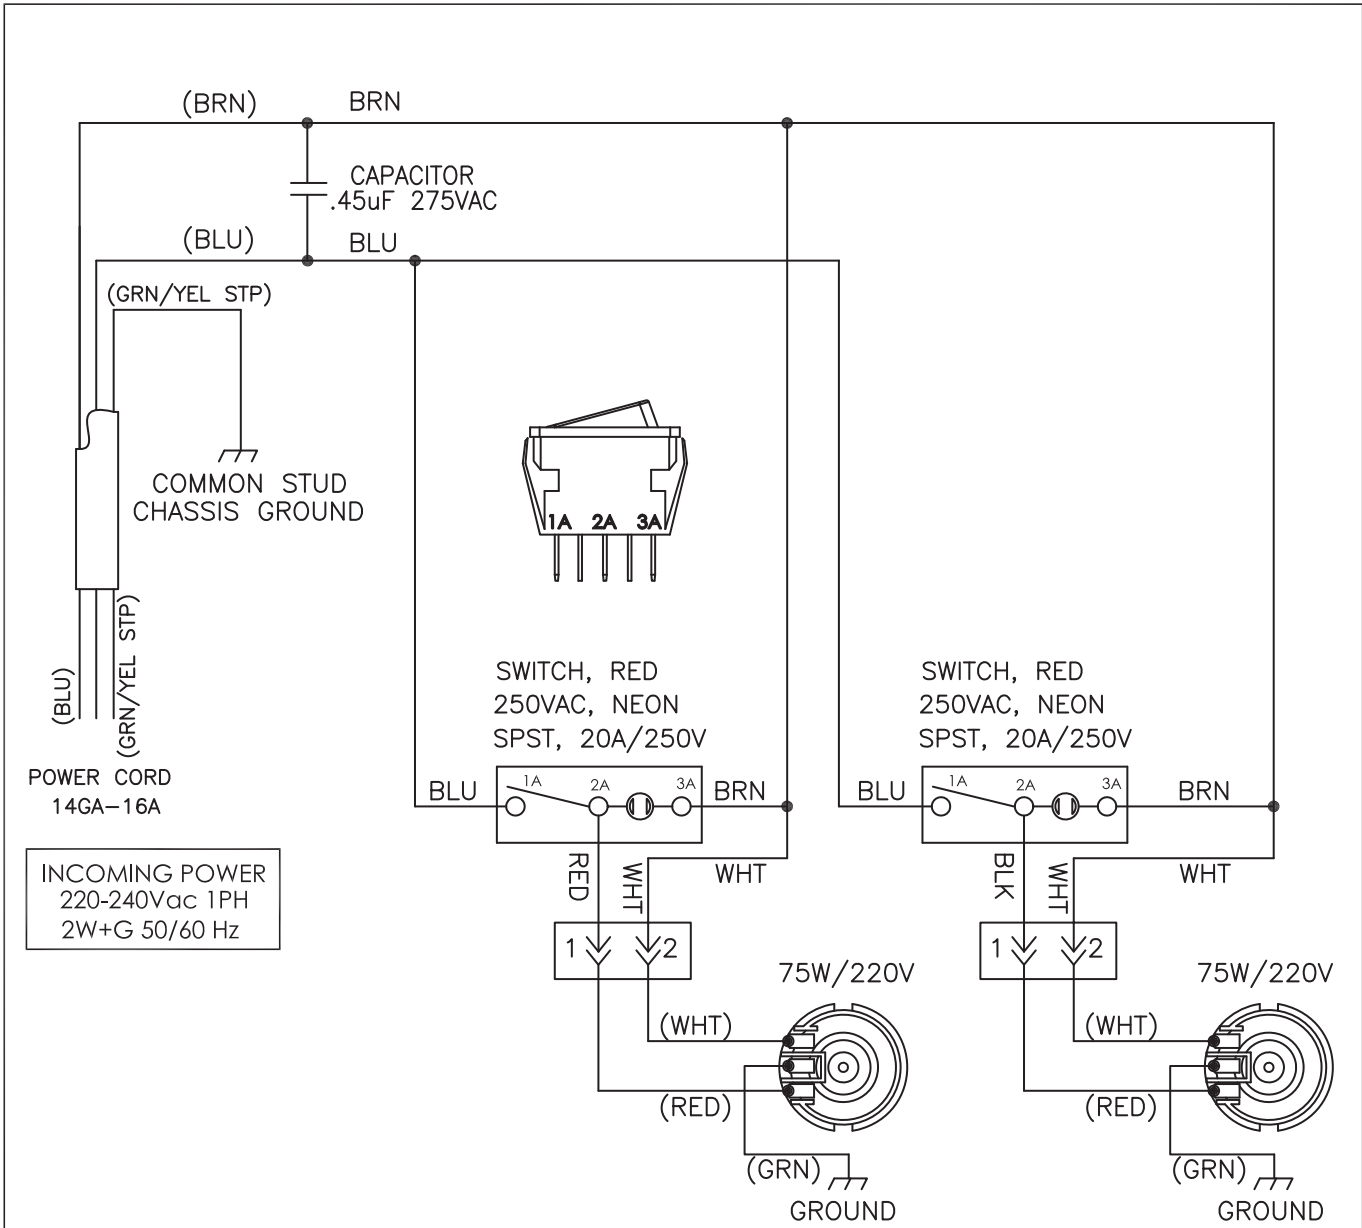 (BRN) BRN
CAPACITOR
.45uF 275VAC
(BLU) BLU
(GRN/YEL STP)
COMMON STUD
CHASSIS GROUND
1A 2A 3A
(BLU)
(GRN/YEL STP)
POWER CORD
14GA-16A
INCOMING POWER
220-240Vac 1PH
2W+G 50/60 Hz
SWITCH, RED
250VAC, NEON
SPST, 20A/250V
BLU 1A 2A 3A BRN
RED WHT WHT
1 2
75W/220V
(WHT)
(RED)
(GRN)
GROUND
SWITCH, RED
250VAC, NEON
SPST, 20A/250V
BLU 1A 2A 3A BRN
BLK WHT WHT
1 2
75W/220V
(WHT)
(RED)
(GRN)
GROUND